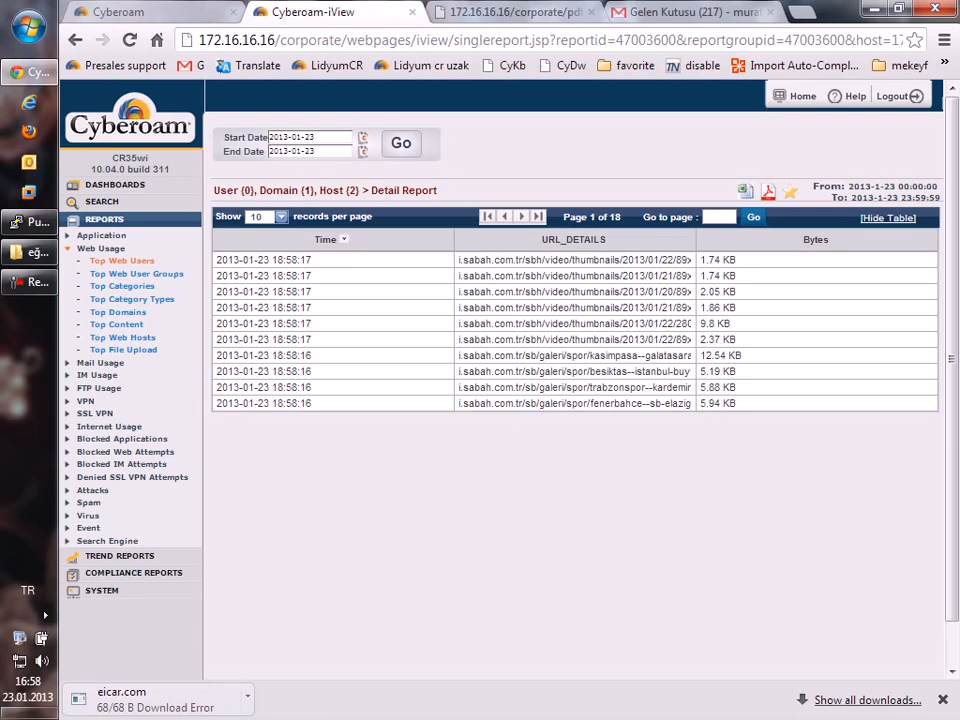 Cyberoam
Cyberoam-iView
172.16.16.16/corporate/pdf
Gelen Kutusu (217) - mura
Cy...
172.16.16.16/corporate/webpages/iview/singlereport.jsp?reportid=47003600&reportgroupid=47003600&host=17
Presales support
G
Translate
LidyumCR
Lidyum cr uzak
CyKb
CyDw
favorite
disable
Import Auto-Compl...
mekeyf
»
Cyberoam
CR35wi
10.04.0 build 311
Home
Help
Logout
Start Date 2013-01-23
End Date 2013-01-23
Go
DASHBOARDS
SEARCH
REPORTS
Application
Web Usage
- Top Web Users
- Top Web User Groups
- Top Categories
- Top Category Types
- Top Domains
- Top Content
- Top Web Hosts
- Top File Upload
Mail Usage
IM Usage
FTP Usage
VPN
SSL VPN
Internet Usage
Blocked Applications
Blocked Web Attempts
Blocked IM Attempts
Denied SSL VPN Attempts
Attacks
Spam
Virus
Event
Search Engine
TREND REPORTS
COMPLIANCE REPORTS
SYSTEM
User {0}, Domain {1}, Host {2} > Detail Report
From: 2013-1-23 00:00:00
To: 2013-1-23 23:59:59
Show 10 records per page
Page 1 of 18
Go to page :
Go
[Hide Table]
Time URL_DETAILS Bytes
2013-01-23 18:58:17 i.sabah.com.tr/sbh/video/thumbnails/2013/01/22/89x 1.74 KB
2013-01-23 18:58:17 i.sabah.com.tr/sbh/video/thumbnails/2013/01/21/89x 1.74 KB
2013-01-23 18:58:17 i.sabah.com.tr/sbh/video/thumbnails/2013/01/20/89x 2.05 KB
2013-01-23 18:58:17 i.sabah.com.tr/sbh/video/thumbnails/2013/01/21/89x 1.86 KB
2013-01-23 18:58:17 i.sabah.com.tr/sbh/video/thumbnails/2013/01/22/280 9.8 KB
2013-01-23 18:58:17 i.sabah.com.tr/sbh/video/thumbnails/2013/01/22/89x 2.37 KB
2013-01-23 18:58:16 i.sabah.com.tr/sb/galeri/spor/kasimpasa--galatasara 12.54 KB
2013-01-23 18:58:16 i.sabah.com.tr/sb/galeri/spor/besiktas--istanbul-buy 5.19 KB
2013-01-23 18:58:16 i.sabah.com.tr/sb/galeri/spor/trabzonspor--kardemir 5.88 KB
2013-01-23 18:58:16 i.sabah.com.tr/sb/galeri/spor/fenerbahce--sb-elazig 5.94 KB
Pu...
eğ...
Re...
TR
16:58
23.01.2013
eicar.com
68/68 B Download Error
Show all downloads...